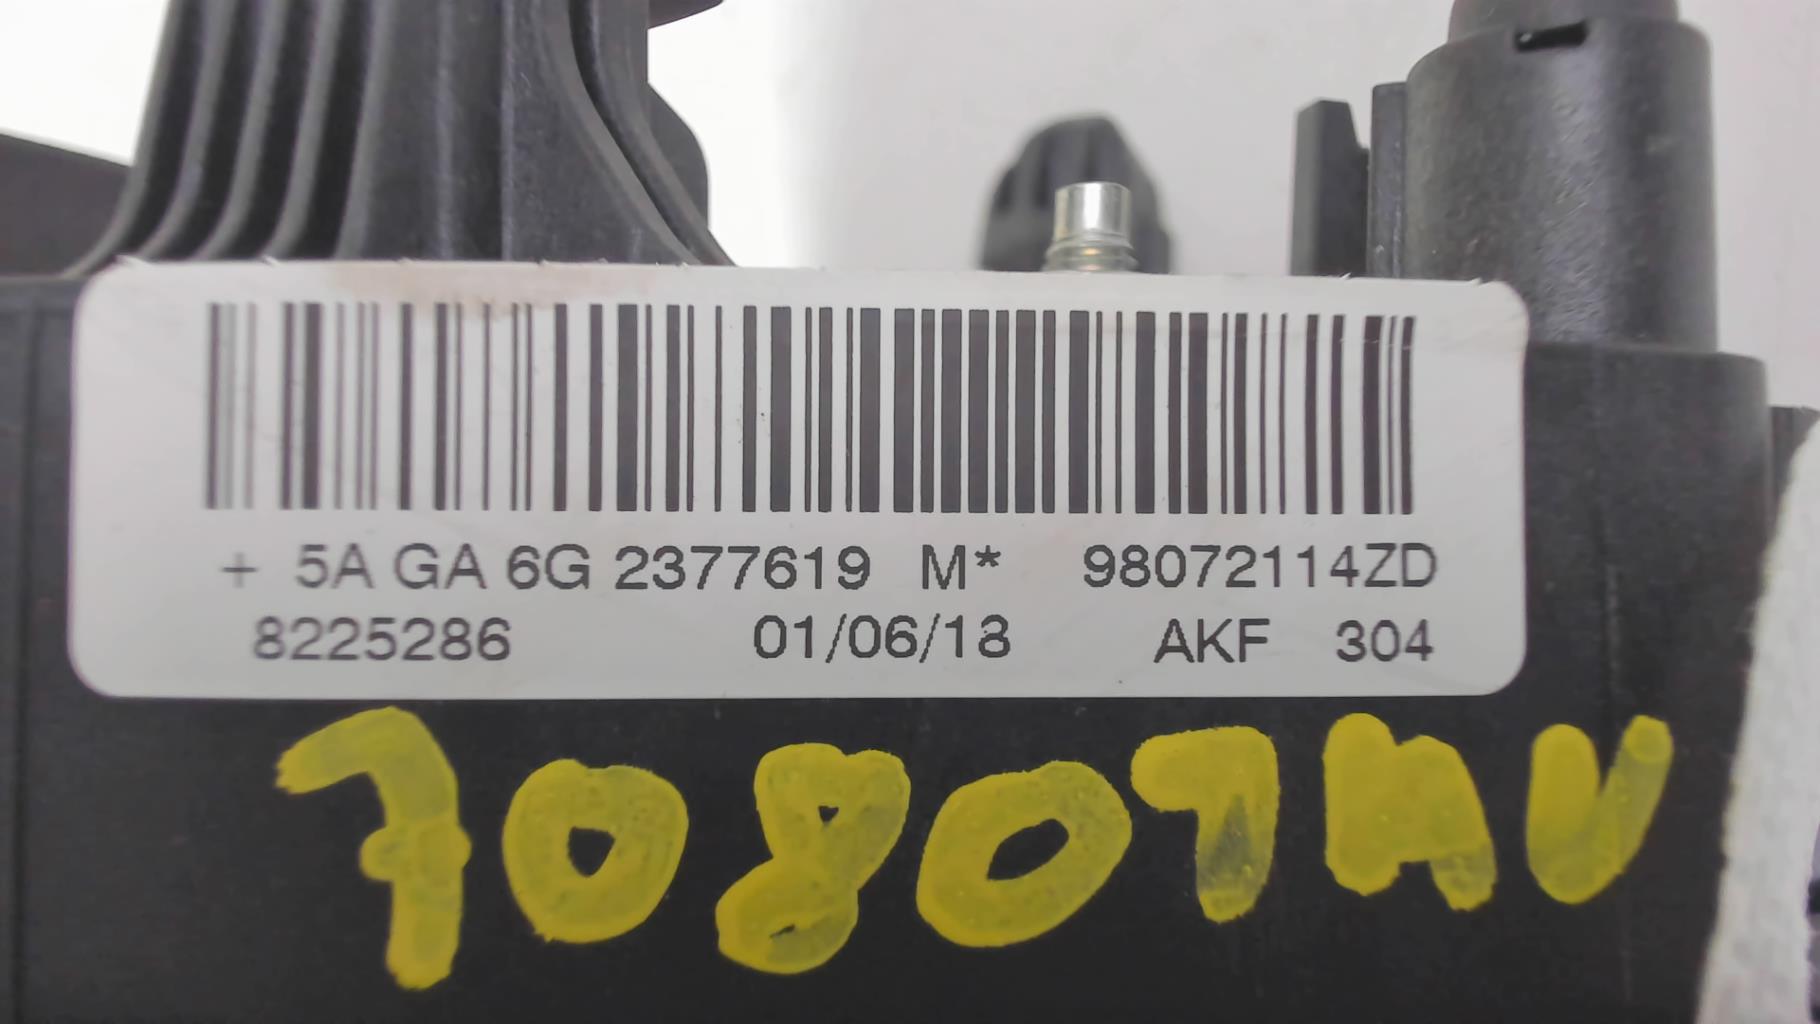 + 5A GA 6G 2377619 M* 98072114ZD
8225286 01/06/18 AKF 304
70807MV